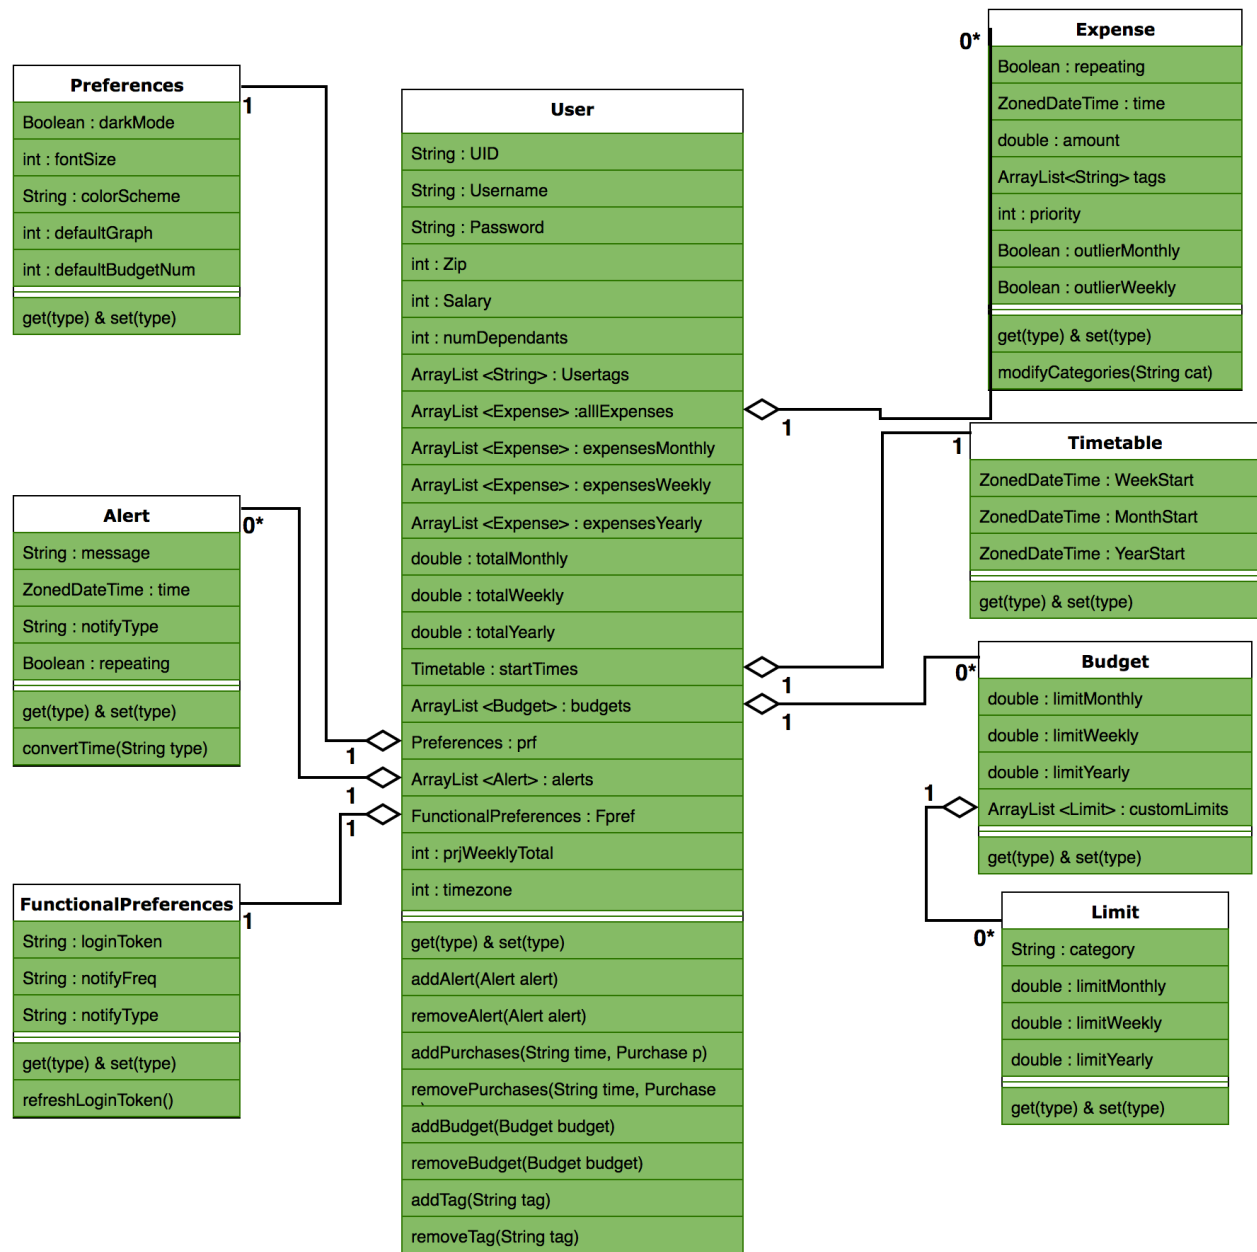 Preferences
1
Boolean : darkMode
int : fontSize
String : colorScheme
int : defaultGraph
int : defaultBudgetNum
get(type) & set(type)
Alert
0*
String : message
ZonedDateTime : time
String : notifyType
Boolean : repeating
get(type) & set(type)
convertTime(String type)
FunctionalPreferences
1
String : loginToken
String : notifyFreq
String : notifyType
get(type) & set(type)
refreshLoginToken()
User
String : UID
String : Username
String : Password
int : Zip
int : Salary
int : numDependants
ArrayList <String> : Usertags
ArrayList <Expense> :alllExpenses
1
ArrayList <Expense> : expensesMonthly
ArrayList <Expense> : expensesWeekly
ArrayList <Expense> : expensesYearly
double : totalMonthly
double : totalWeekly
double : totalYearly
Timetable : startTimes
1
ArrayList <Budget> : budgets
1
Preferences : prf
1
ArrayList <Alert> : alerts
1
FunctionalPreferences : Fpref
1
int : prjWeeklyTotal
int : timezone
get(type) & set(type)
addAlert(Alert alert)
removeAlert(Alert alert)
addPurchases(String time, Purchase p)
removePurchases(String time, Purchase
addBudget(Budget budget)
removeBudget(Budget budget)
addTag(String tag)
removeTag(String tag)
0*
Expense
Boolean : repeating
ZonedDateTime : time
double : amount
ArrayList<String> tags
int : priority
Boolean : outlierMonthly
Boolean : outlierWeekly
get(type) & set(type)
modifyCategories(String cat)
1
Timetable
ZonedDateTime : WeekStart
ZonedDateTime : MonthStart
ZonedDateTime : YearStart
get(type) & set(type)
0*
Budget
double : limitMonthly
double : limitWeekly
double : limitYearly
1
ArrayList <Limit> : customLimits
get(type) & set(type)
0*
Limit
String : category
double : limitMonthly
double : limitWeekly
double : limitYearly
get(type) & set(type)